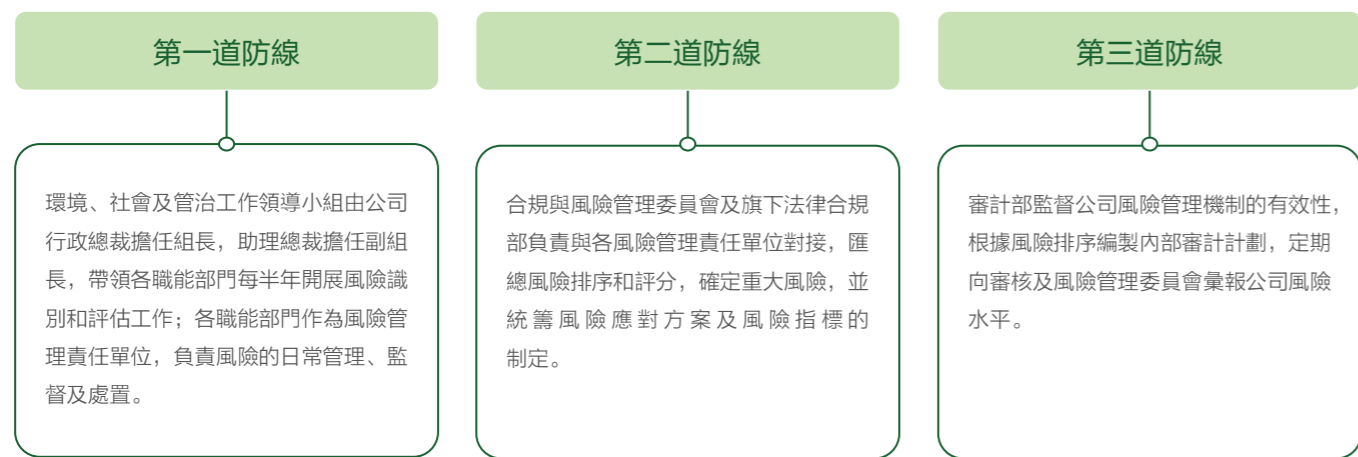 第一道防線
環境、社會及管治工作領導小組由公司
行政總裁擔任組長，助理總裁擔任副組
長，帶領各職能部門每半年開展風險識
別和評估工作；各職能部門作為風險管
理責任單位，負責風險的日常管理、監
督及處置。
第二道防線
合規與風險管理委員會及旗下法律合規
部負責與各風險管理責任單位對接，匯
總風險排序和評分，確定重大風險，並
統籌風險應對方案及風險指標的
制定。
第三道防線
審計部監督公司風險管理機制的有效性，
根據風險排序編製內部審計計劃，定期
向審核及風險管理委員會彙報公司風險
水平。